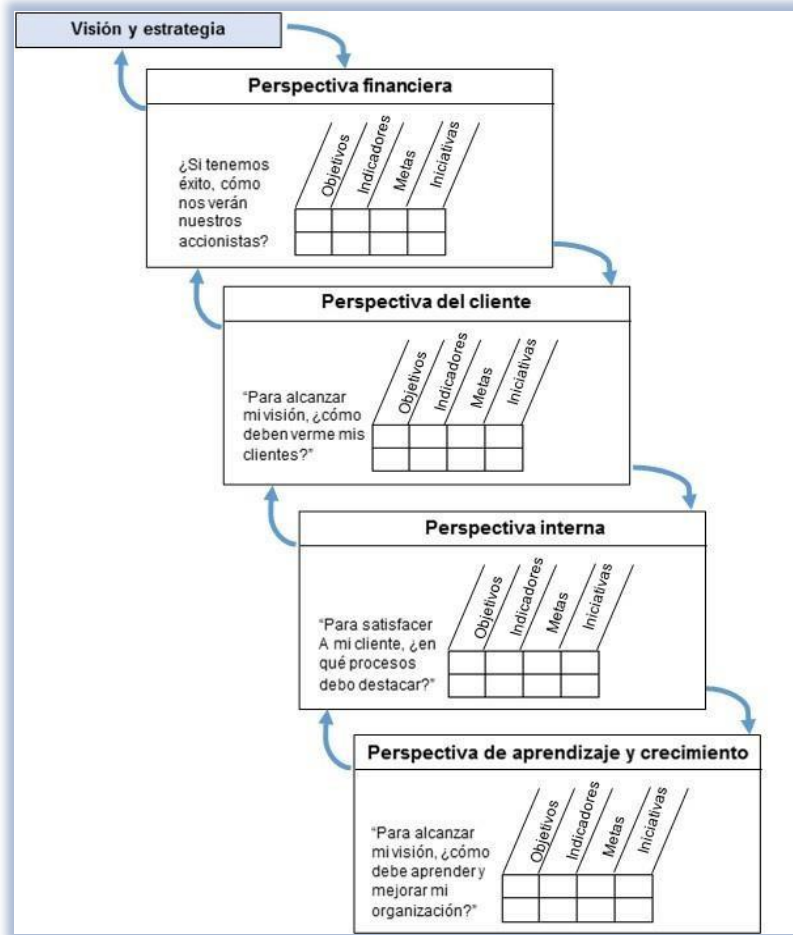 Visión y estrategia
Perspectiva financiera
¿Si tenemos
éxito, cómo
nos verán
nuestros
accionistas?
Objetivos
Indicadores
Metas
Iniciativas
Perspectiva del cliente
“Para alcanzar
mi visión, ¿cómo
deben verme mis
clientes?”
Objetivos
Indicadores
Metas
Iniciativas
Perspectiva interna
“Para satisfacer
A mi cliente, ¿en
qué procesos
debo destacar?”
Objetivos
Indicadores
Metas
Iniciativas
Perspectiva de aprendizaje y crecimiento
“Para alcanzar
mi visión, ¿cómo
debe aprender y
mejorar mi
organización?”
Objetivos
Indicadores
Metas
Iniciativas